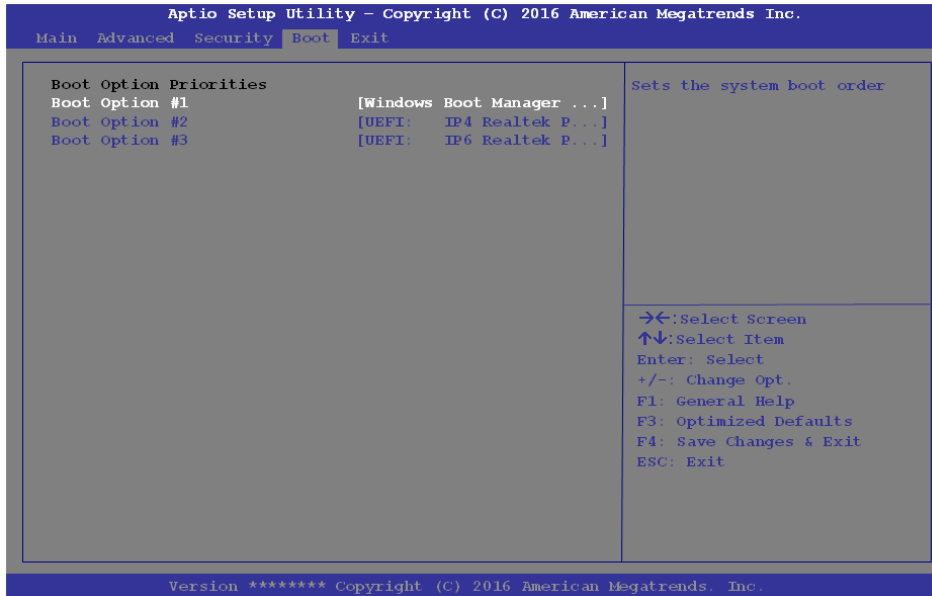 Aptio Setup Utility – Copyright (C) 2016 American Megatrends Inc.
Main Advanced Security Boot Exit
Boot Option Priorities
Boot Option #1 [Windows Boot Manager ...]
Boot Option #2 [UEFI: IP4 Realtek P...]
Boot Option #3 [UEFI: IP6 Realtek P...]
Sets the system boot order
→←:Select Screen
↑↓:Select Item
Enter: Select
+/-: Change Opt.
F1: General Help
F3: Optimized Defaults
F4: Save Changes & Exit
ESC: Exit
Version ******** Copyright (C) 2016 American Megatrends. Inc.